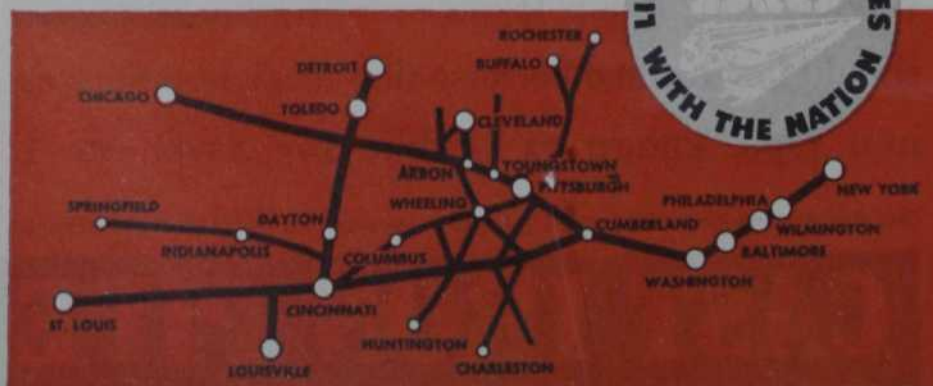 ROCHESTER
BUFFALO
DETROIT
CHICAGO
TOLEDO
CLEVELAND
ARBON
YOUNGSTOWN
PITTSBURGH
NEW YORK
PHILADELPHIA
WILMINGTON
BALTIMORE
WASHINGTON
CUMBERLAND
WHEELING
SPRINGFIELD
DAYTON
INDIANAPOLIS
COLUMBUS
CINCINNATI
ST. LOUIS
LOUISVILLE
HUNTINGTON
CHARLESTON
WITH THE NATION